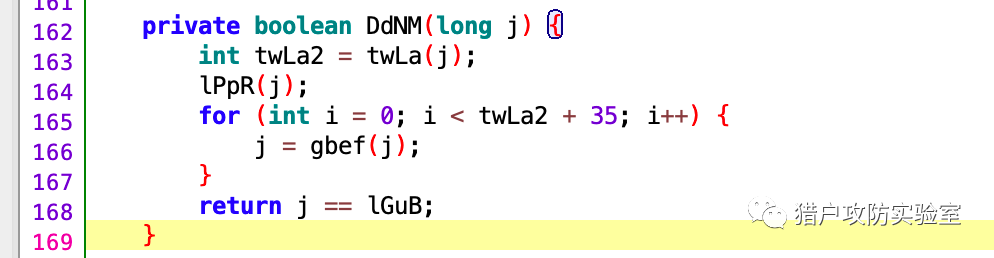 161
162 private boolean DdNM(long j) {
163 int twLa2 = twLa(j);
164 lPpR(j);
165 for (int i = 0; i < twLa2 + 35; i++) {
166 j = gbef(j);
167 }
168 return j == lGuB;
169 }
猎户攻防实验室